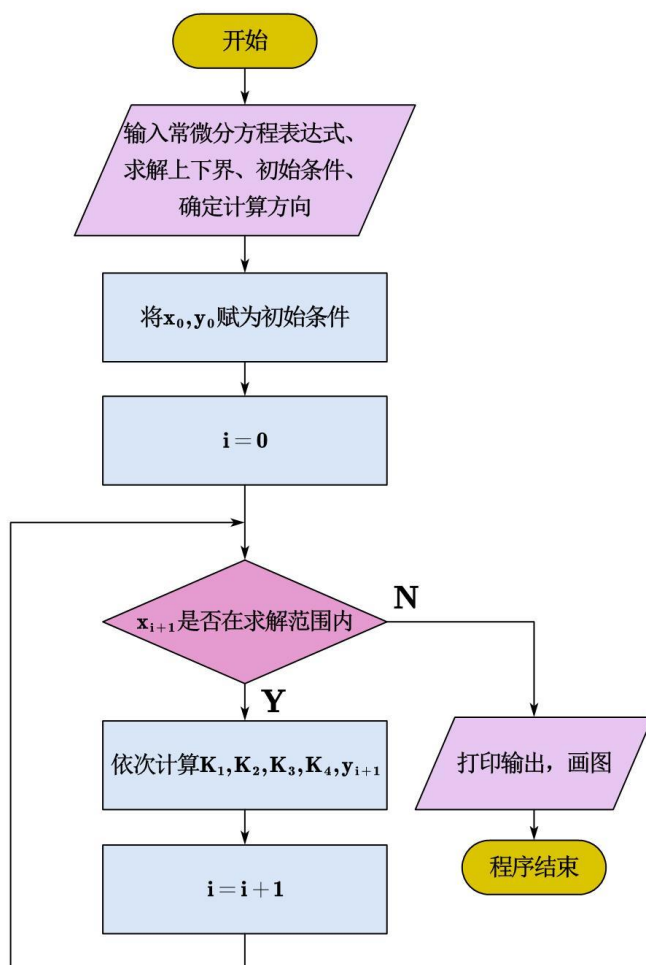 开始
输入常微分方程表达式、
求解上下界、初始条件、
确定计算方向
将x₀,y₀赋为初始条件
i = 0
x_{i+1}是否在求解范围内
N
Y
依次计算K₁,K₂,K₃,K₄,y_{i+1}
打印输出，画图
i = i + 1
程序结束